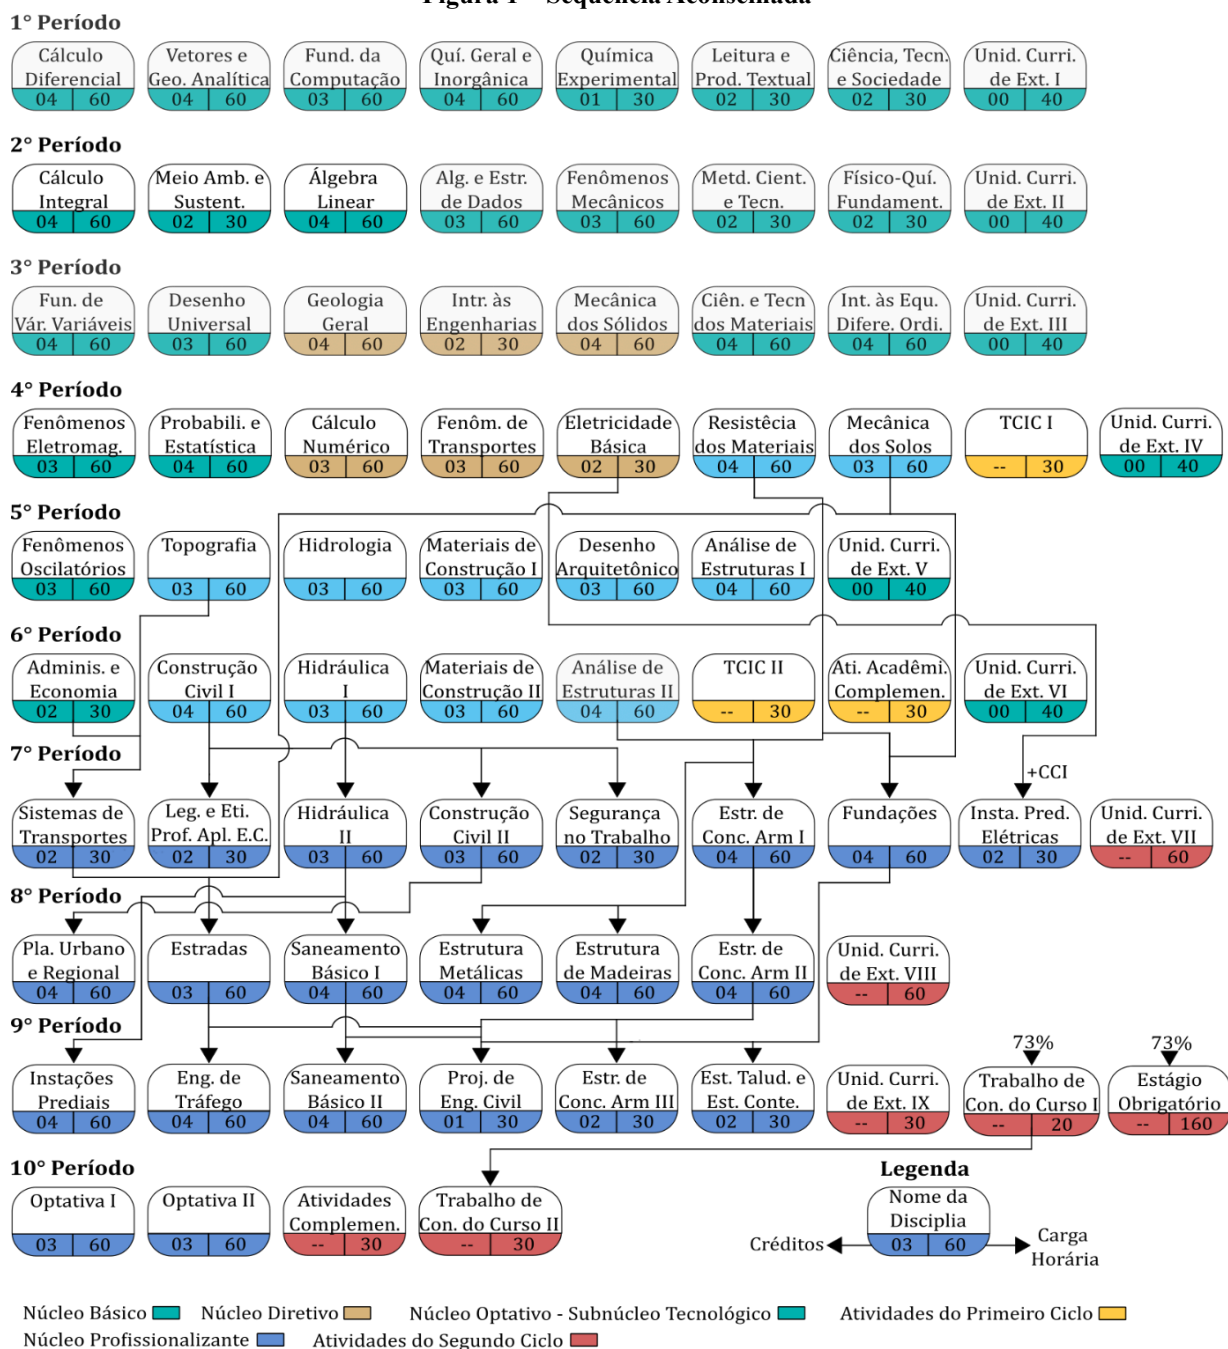 Figura 1 – Sequência Aconselhada
1° Período
Cálculo
Diferencial
04 60
Vetores e
Geo. Analítica
04 60
Fund. da
Computação
03 60
Quí. Geral e
Inorgânica
04 60
Química
Experimental
01 30
Leitura e
Prod. Textual
02 30
Ciência, Tecn.
e Sociedade
02 30
Unid. Curri.
de Ext. I
00 40
2° Período
Cálculo
Integral
04 60
Meio Amb. e
Sustent.
02 30
Álgebra
Linear
04 60
Alg. e Estr.
de Dados
03 60
Fenômenos
Mecânicos
03 60
Metd. Cient.
e Tecn.
02 30
Físico-Quí.
Fundament.
02 30
Unid. Curri.
de Ext. II
00 40
3° Período
Fun. de
Vár. Variáveis
04 60
Desenho
Universal
03 60
Geologia
Geral
04 60
Intr. às
Engenharias
02 30
Mecânica
dos Sólidos
04 60
Ciên. e Tecn
dos Materiais
04 60
Int. às Equ.
Difere. Ordi.
04 60
Unid. Curri.
de Ext. III
00 40
4° Período
Fenômenos
Eletromag.
03 60
Probabili. e
Estatística
04 60
Cálculo
Numérico
03 60
Fenôm. de
Transportes
03 60
Eletricidade
Básica
02 30
Resistêcia
dos Materiais
04 60
Mecânica
dos Solos
03 60
TCIC I
-- 30
Unid. Curri.
de Ext. IV
00 40
5° Período
Fenômenos
Oscilatórios
03 60
Topografia
03 60
Hidrologia
03 60
Materiais de
Construção I
03 60
Desenho
Arquitetônico
03 60
Análise de
Estruturas I
04 60
Unid. Curri.
de Ext. V
00 40
6° Período
Adminis. e
Economia
02 30
Construção
Civil I
04 60
Hidráulica
I
03 60
Materiais de
Construção II
03 60
Análise de
Estruturas II
04 60
TCIC II
-- 30
Ati. Acadêmi.
Complemen.
-- 30
Unid. Curri.
de Ext. VI
00 40
7° Período
+CCI
Sistemas de
Transportes
02 30
Leg. e Eti.
Prof. Apl. E.C.
02 30
Hidráulica
II
03 60
Construção
Civil II
03 60
Segurança
no Trabalho
02 30
Estr. de
Conc. Arm I
04 60
Fundações
04 60
Insta. Pred.
Elétricas
02 30
Unid. Curri.
de Ext. VII
-- 60
8° Período
Pla. Urbano
e Regional
04 60
Estradas
03 60
Saneamento
Básico I
04 60
Estrutura
Metálicas
04 60
Estrutura
de Madeiras
04 60
Estr. de
Conc. Arm II
04 60
Unid. Curri.
de Ext. VIII
-- 60
9° Período
73%
73%
Instações
Prediais
04 60
Eng. de
Tráfego
04 60
Saneamento
Básico II
04 60
Proj. de
Eng. Civil
01 30
Estr. de
Conc. Arm III
02 30
Est. Talud. e
Est. Conte.
02 30
Unid. Curri.
de Ext. IX
-- 30
Trabalho de
Con. do Curso I
-- 20
Estágio
Obrigatório
-- 160
10° Período
Optativa I
03 60
Optativa II
03 60
Atividades
Complemen.
-- 30
Trabalho de
Con. do Curso II
-- 30
Legenda
Nome da
Disciplia
03 60
Créditos
Carga
Horária
Núcleo Básico
Núcleo Diretivo
Núcleo Optativo - Subnúcleo Tecnológico
Atividades do Primeiro Ciclo
Núcleo Profissionalizante
Atividades do Segundo Ciclo